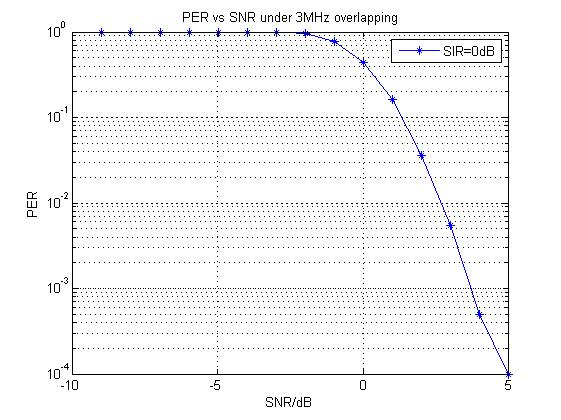 PER vs SNR under 3MHz overlapping
SIR=0dB
PER
10^0
10^-1
10^-2
10^-3
10^-4
-10
-5
0
5
SNR/dB